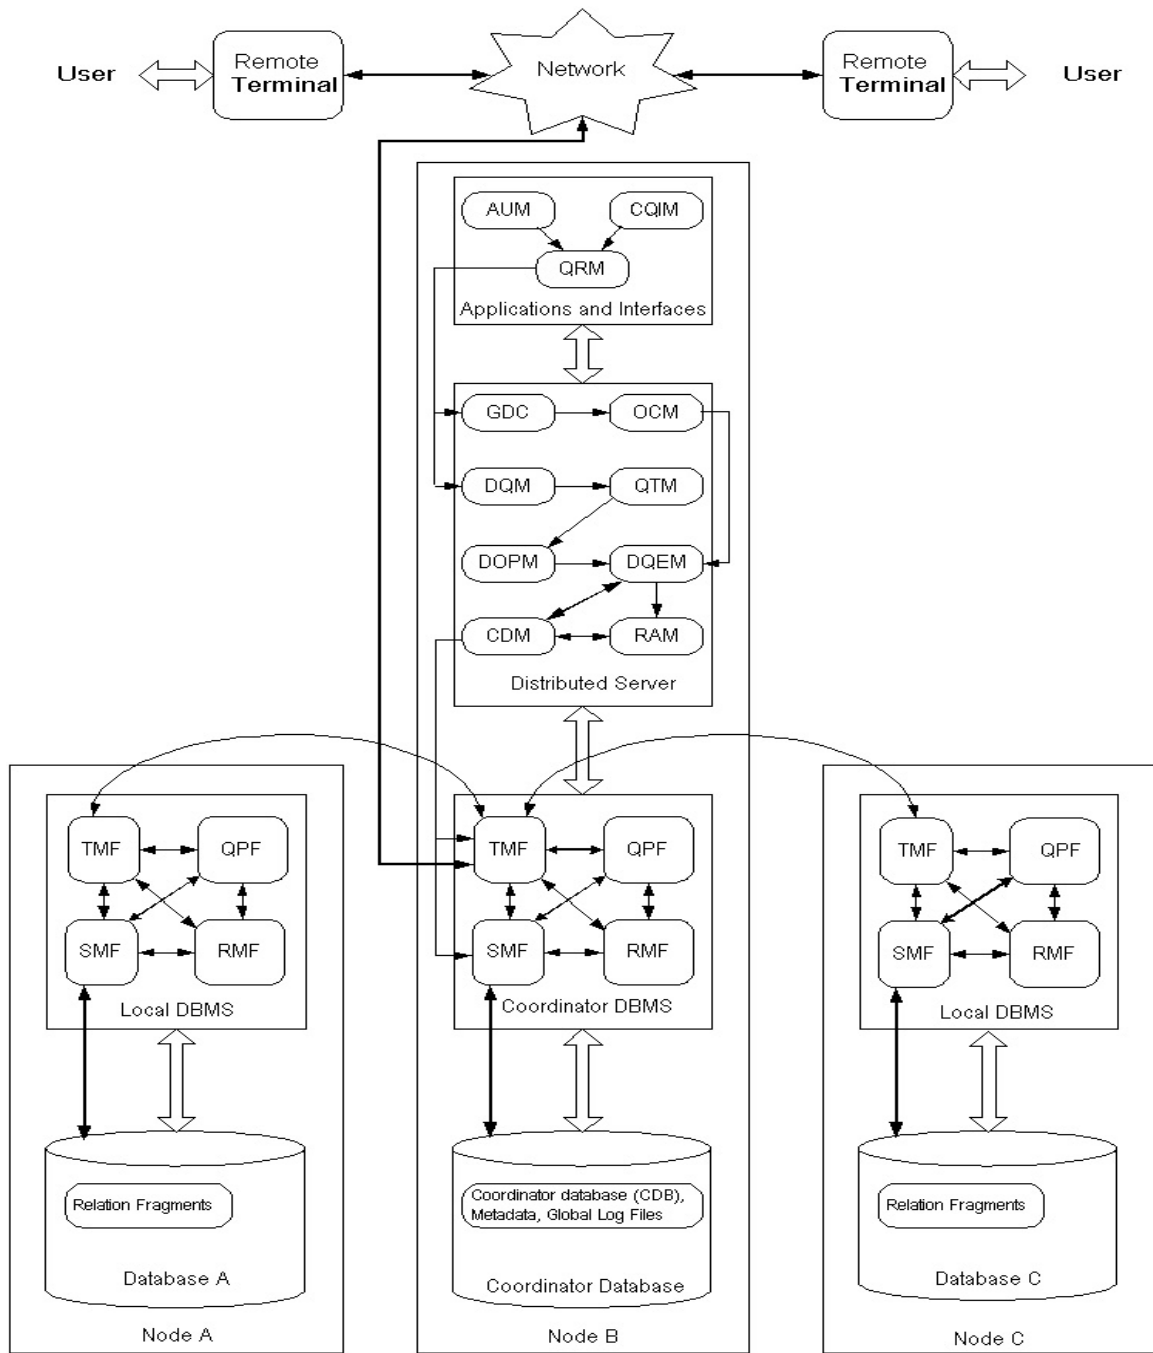 User
Remote
Terminal
Network
Remote
Terminal
User
AUM
CQIM
QRM
Applications and Interfaces
GDC
OCM
DQM
QTM
DOPM
DQEM
CDM
RAM
Distributed Server
TMF
QPF
SMF
RMF
Local DBMS
TMF
QPF
SMF
RMF
Coordinator DBMS
TMF
QPF
SMF
RMF
Local DBMS
Relation Fragments
Database A
Node A
Coordinator database (CDB),
Metadata, Global Log Files
Coordinator Database
Node B
Relation Fragments
Database C
Node C